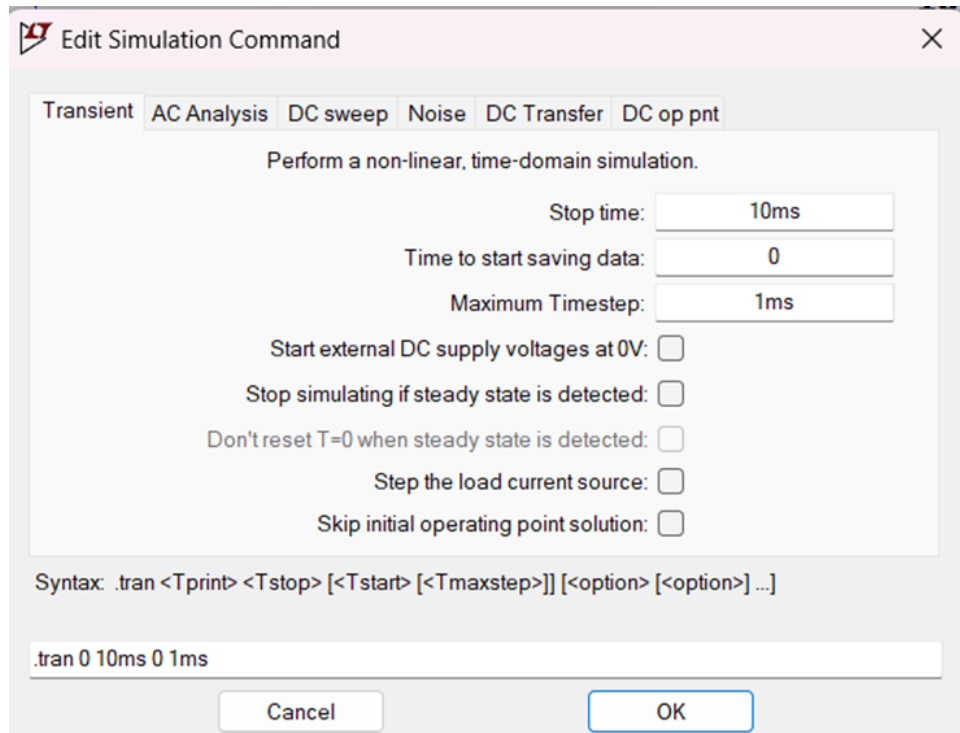 Edit Simulation Command
Transient AC Analysis DC sweep Noise DC Transfer DC op pnt
Perform a non-linear, time-domain simulation.
Stop time: 10ms
Time to start saving data: 0
Maximum Timestep: 1ms
Start external DC supply voltages at 0V:
Stop simulating if steady state is detected:
Don't reset T=0 when steady state is detected:
Step the load current source:
Skip initial operating point solution:
Syntax: .tran <Tprint> <Tstop> [<Tstart> [<Tmaxstep>]] [<option> [<option>] ...]
.tran 0 10ms 0 1ms
Cancel OK